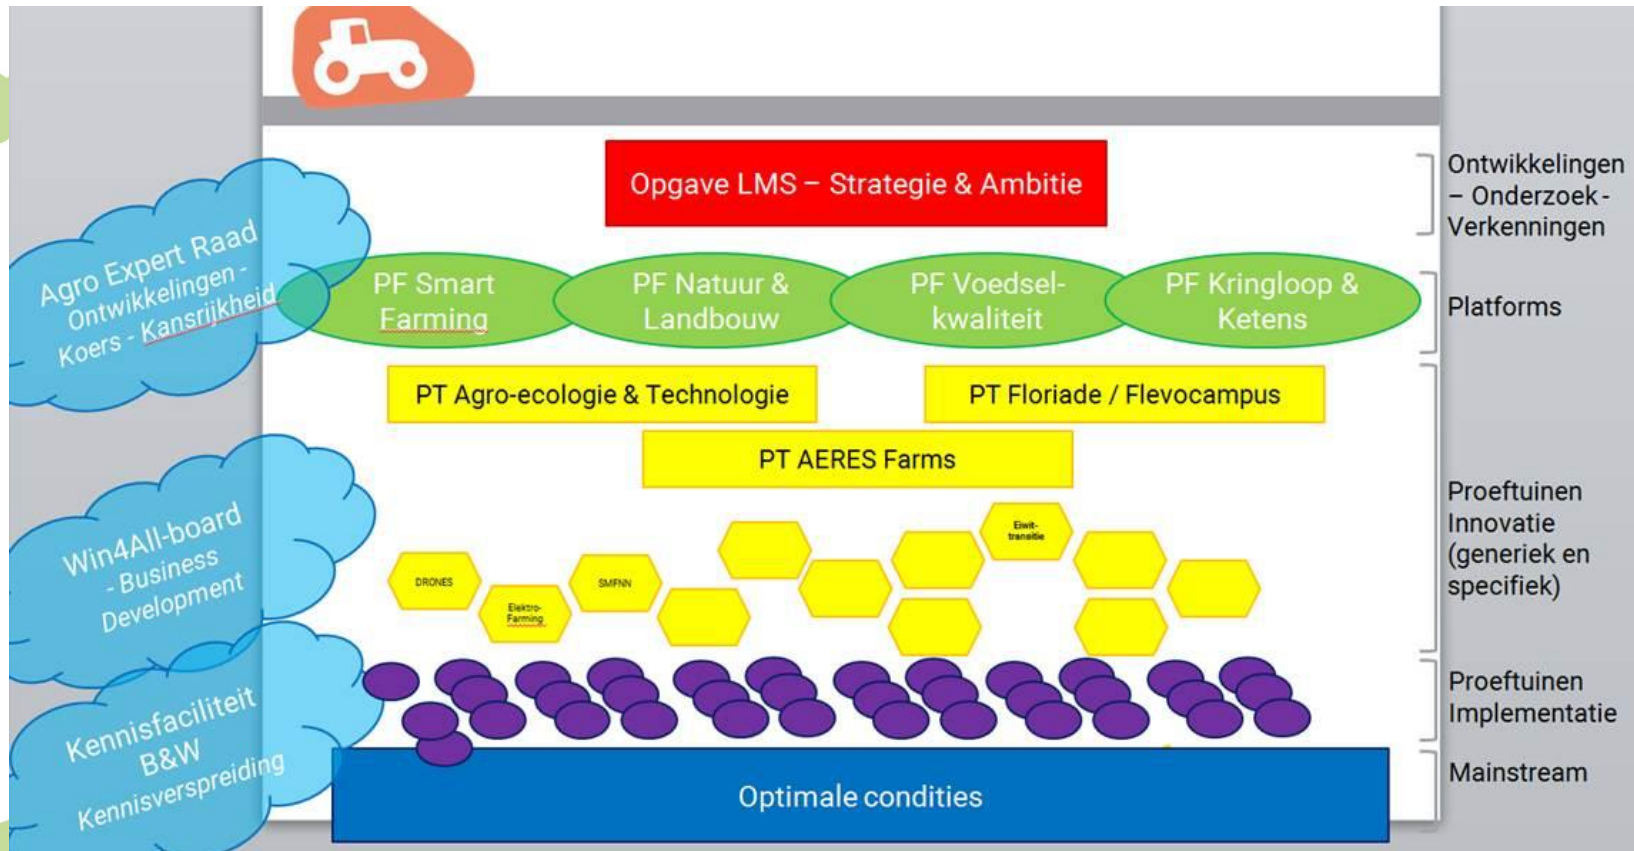 Opgave LMS – Strategie & Ambitie
Ontwikkelingen
– Onderzoek -
Verkenningen
Agro Expert Raad
Ontwikkelingen -
Koers - Kansrijkheid
PF Smart
Farming
PF Natuur &
Landbouw
PF Voedsel-
kwaliteit
PF Kringloop &
Ketens
Platforms
PT Agro-ecologie & Technologie
PT Floriade / Flevocampus
PT AERES Farms
Win4All-board
- Business
Development
DRONES
Elektro-
Farming
SMFNN
Eiwit-
transitie
Proeftuinen
Innovatie
(generiek en
specifiek)
Kennisfaciliteit
B&W
Kennisverspreiding
Proeftuinen
Implementatie
Optimale condities
Mainstream